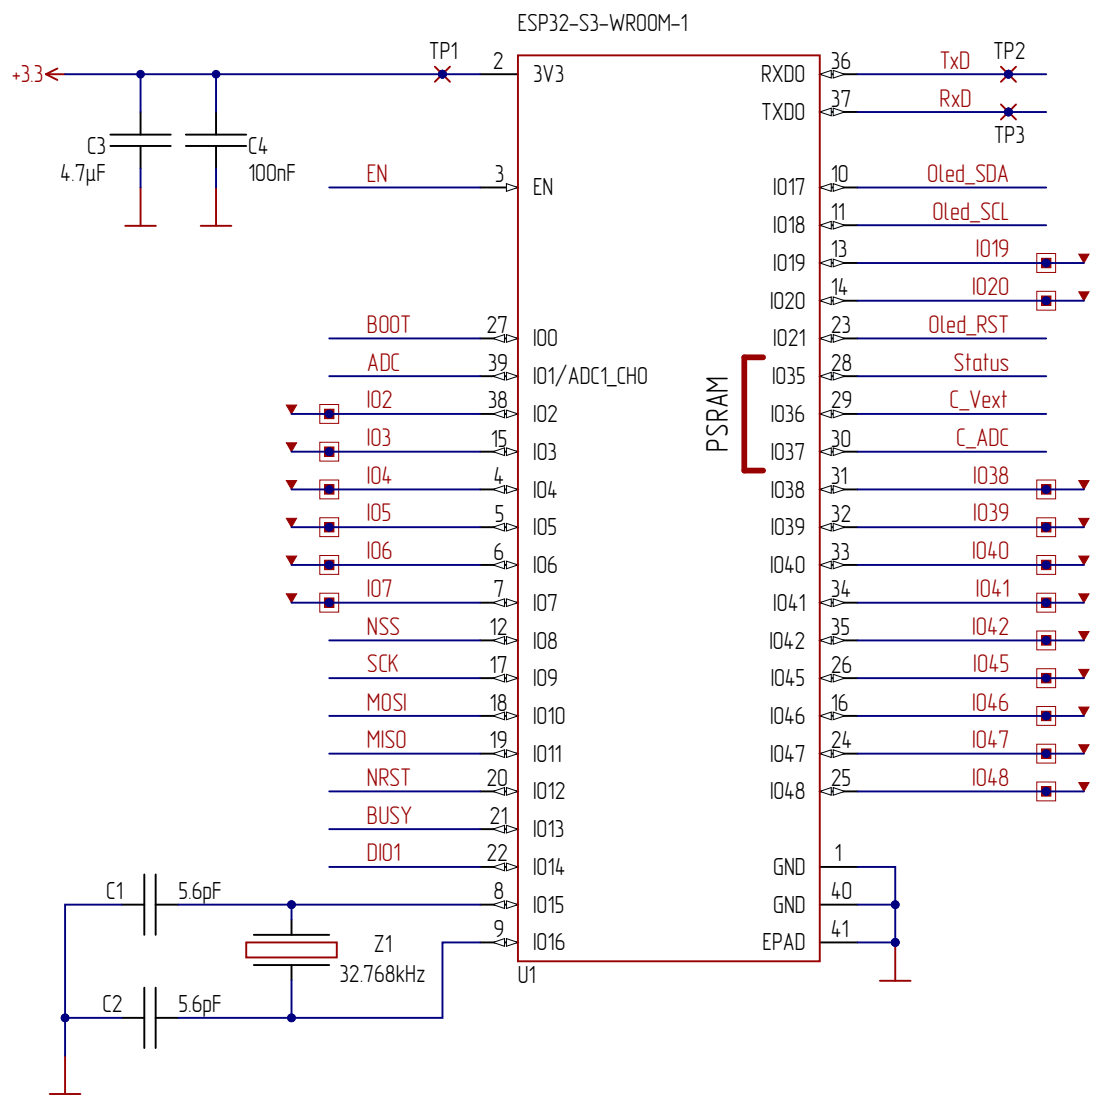 ESP32-S3-WROOM-1
+3.3
TP1
2
3V3
C3
4.7µF
C4
100nF
EN
3
EN
BOOT
27
IO0
ADC
39
IO1/ADC1_CH0
IO2
38
IO2
IO3
15
IO3
IO4
4
IO4
IO5
5
IO5
IO6
6
IO6
IO7
7
IO7
NSS
12
IO8
SCK
17
IO9
MOSI
18
IO10
MISO
19
IO11
NRST
20
IO12
BUSY
21
IO13
DIO1
22
IO14
C1
5.6pF
8
IO15
9
IO16
Z1
32.768kHz
C2
5.6pF
U1
RXD0
36
TxD
TP2
TXD0
37
RxD
TP3
IO17
10
Oled_SDA
IO18
11
Oled_SCL
IO19
13
IO19
IO20
14
IO20
IO21
23
Oled_RST
PSRAM
IO35
28
Status
IO36
29
C_Vext
IO37
30
C_ADC
IO38
31
IO38
IO39
32
IO39
IO40
33
IO40
IO41
34
IO41
IO42
35
IO42
IO45
26
IO45
IO46
16
IO46
IO47
24
IO47
IO48
25
IO48
GND
1
GND
40
EPAD
41